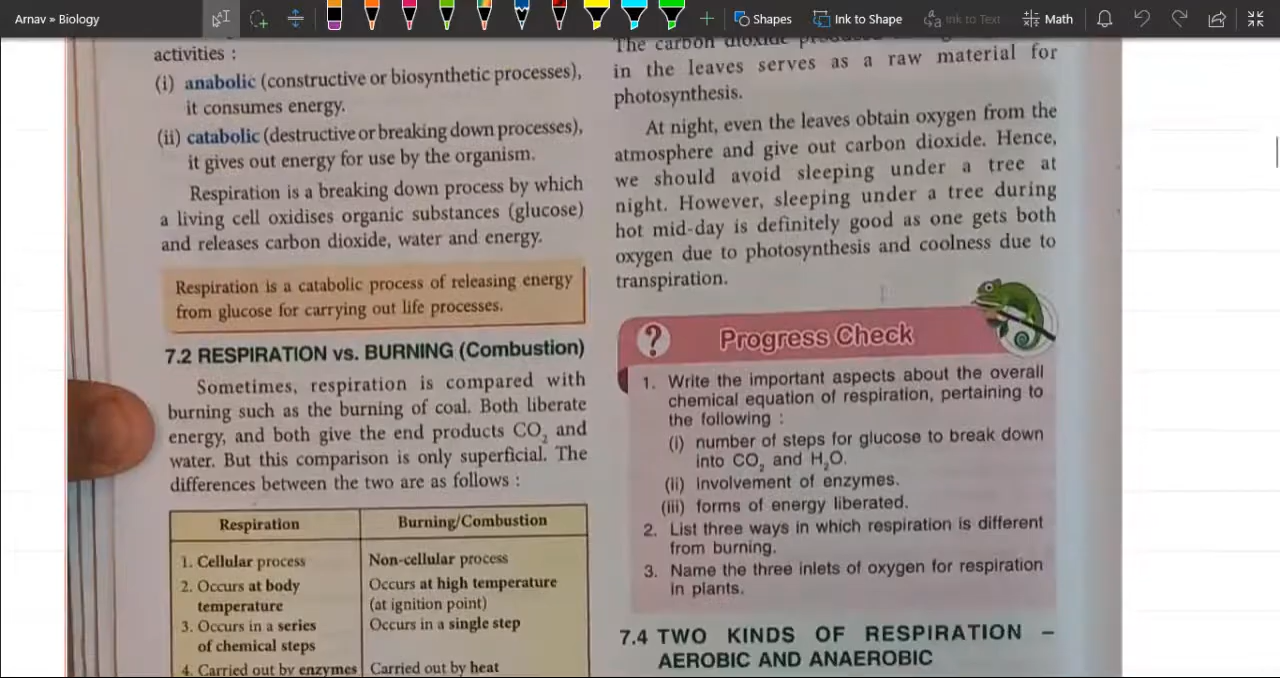 Arnav » Biology
Shapes
Ink to Shape
Ink to Text
Math
activities :
(i) anabolic (constructive or biosynthetic processes),
it consumes energy.
(ii) catabolic (destructive or breaking down processes),
it gives out energy for use by the organism.
Respiration is a breaking down process by which
a living cell oxidises organic substances (glucose)
and releases carbon dioxide, water and energy.
Respiration is a catabolic process of releasing energy
from glucose for carrying out life processes.
7.2 RESPIRATION vs. BURNING (Combustion)
Sometimes, respiration is compared with
burning such as the burning of coal. Both liberate
energy, and both give the end products CO₂ and
water. But this comparison is only superficial. The
differences between the two are as follows :
Respiration Burning/Combustion
1. Cellular process Non-cellular process
2. Occurs at body Occurs at high temperature
temperature (at ignition point)
3. Occurs in a series Occurs in a single step
of chemical steps
4. Carried out by enzymes Carried out by heat
The carbon dioxide
in the leaves serves as a raw material for
photosynthesis.
At night, even the leaves obtain oxygen from the
atmosphere and give out carbon dioxide. Hence,
we should avoid sleeping under a tree at
night. However, sleeping under a tree during
hot mid-day is definitely good as one gets both
oxygen due to photosynthesis and coolness due to
transpiration.
? Progress Check
1. Write the important aspects about the overall
chemical equation of respiration, pertaining to
the following :
(i) number of steps for glucose to break down
into CO₂ and H₂O.
(ii) involvement of enzymes.
(iii) forms of energy liberated.
2. List three ways in which respiration is different
from burning.
3. Name the three inlets of oxygen for respiration
in plants.
7.4 TWO KINDS OF RESPIRATION –
AEROBIC AND ANAEROBIC